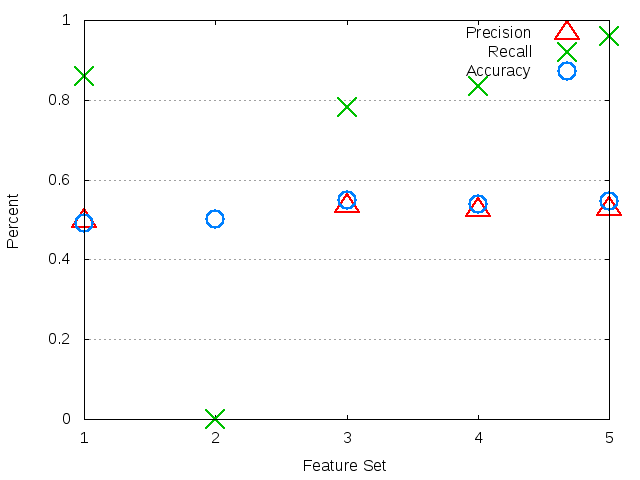 1
0.8
0.6
0.4
0.2
0
Percent
Precision
Recall
Accuracy
1 2 3 4 5
Feature Set